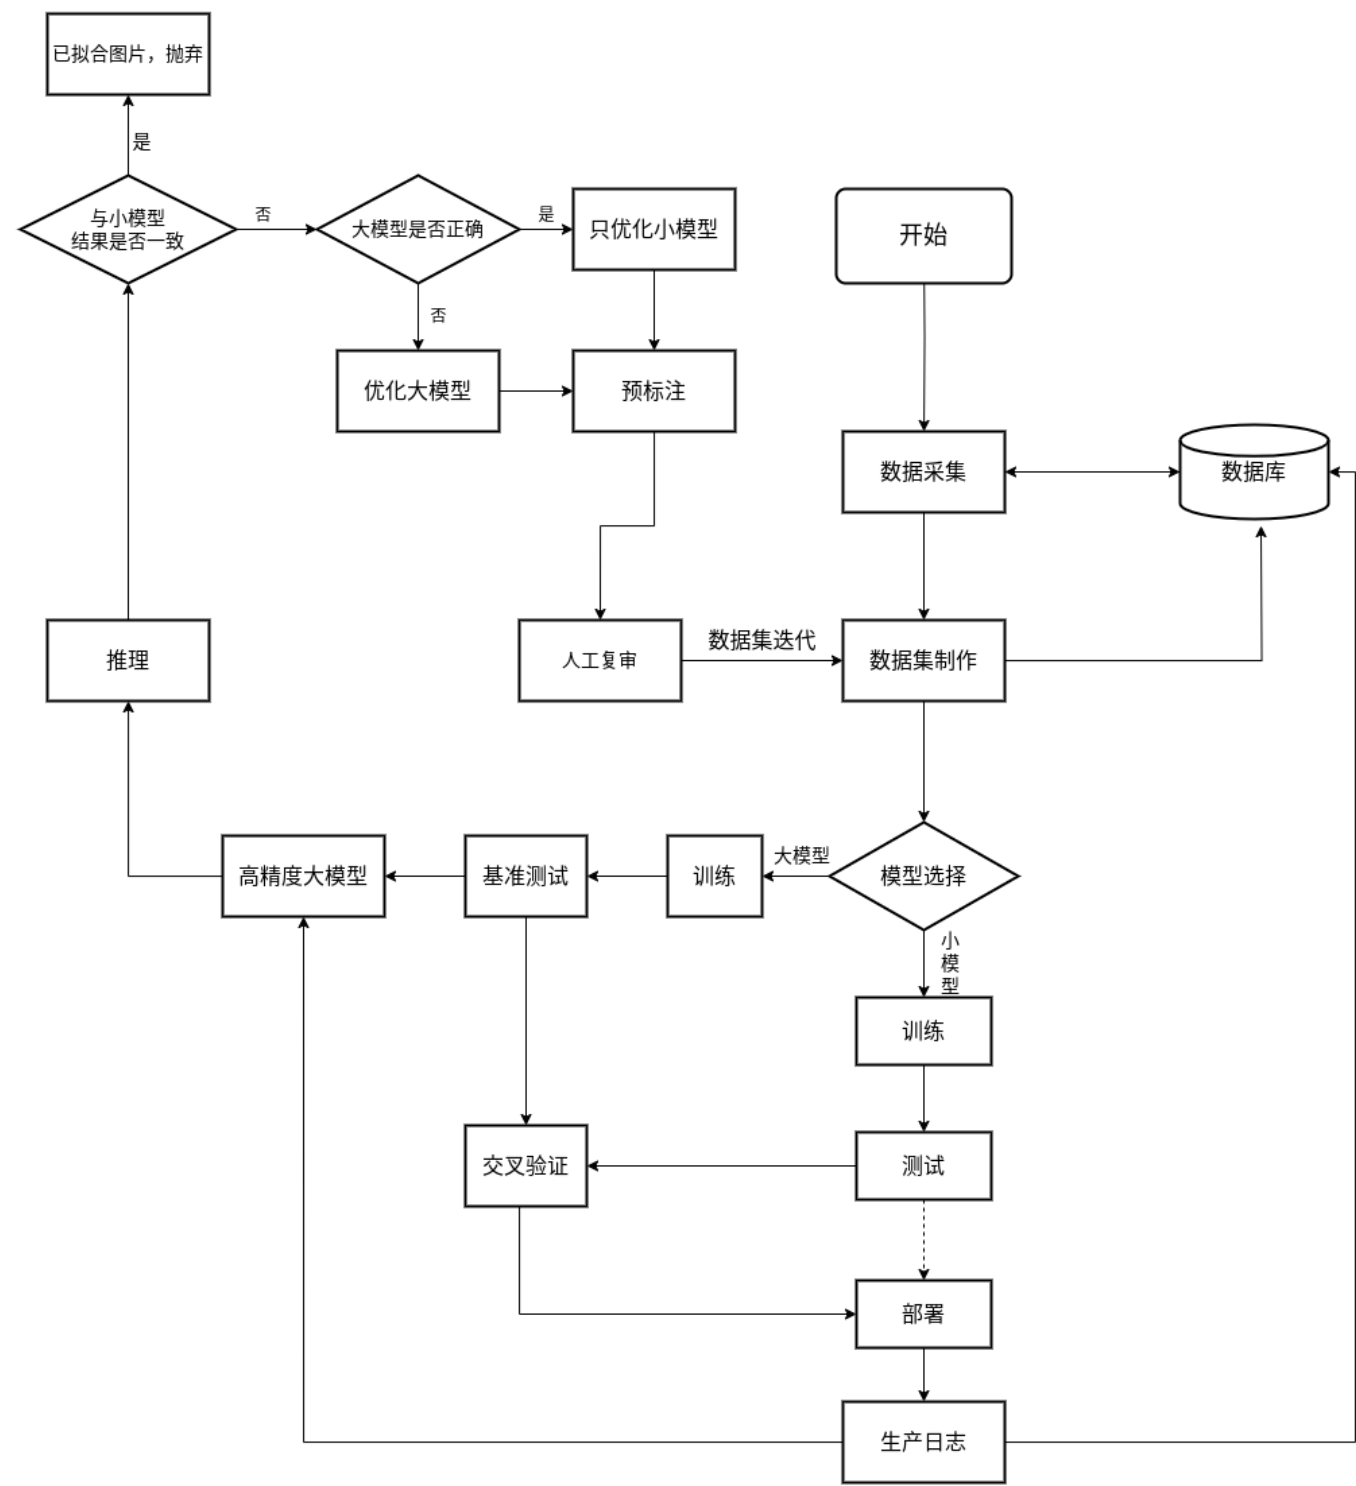 已拟合图片，抛弃
是
与小模型
结果是否一致
否
大模型是否正确
是
只优化小模型
开始
否
优化大模型
预标注
数据采集
数据库
推理
人工复审
数据集迭代
数据集制作
高精度大模型
基准测试
训练
大模型
模型选择
小
模
型
训练
交叉验证
测试
部署
生产日志